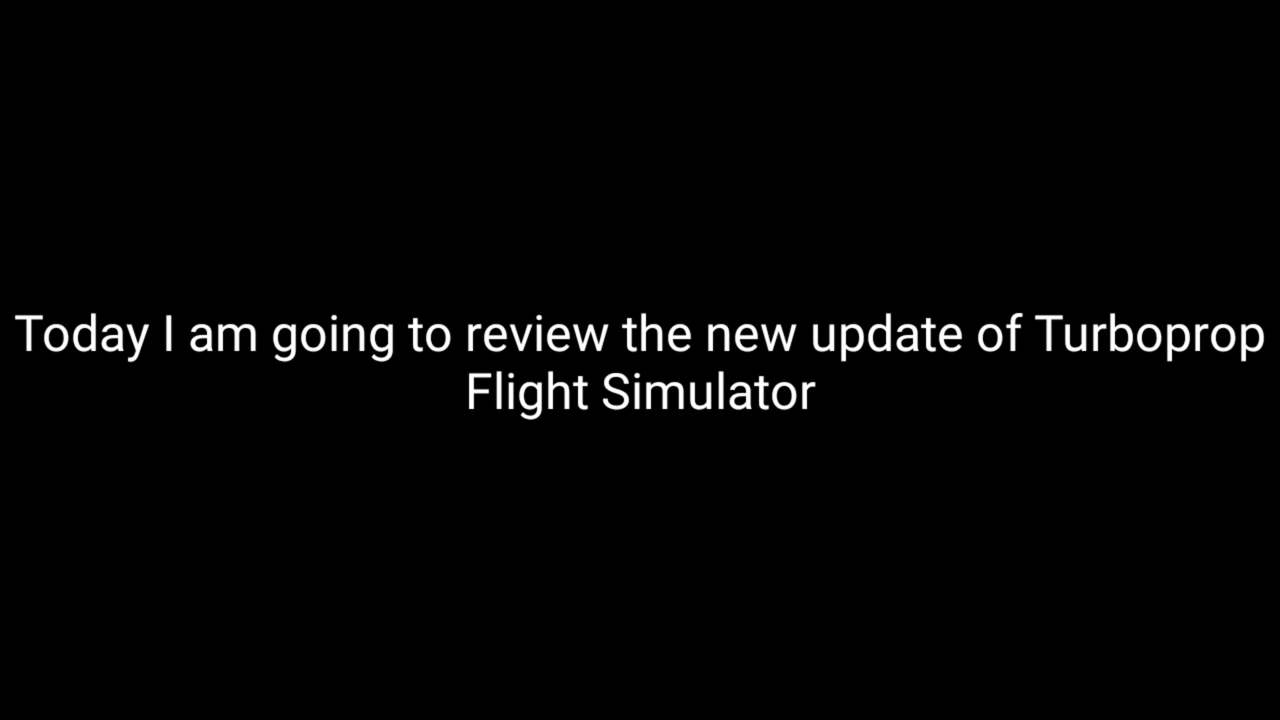 Today I am going to review the new update of Turboprop
Flight Simulator